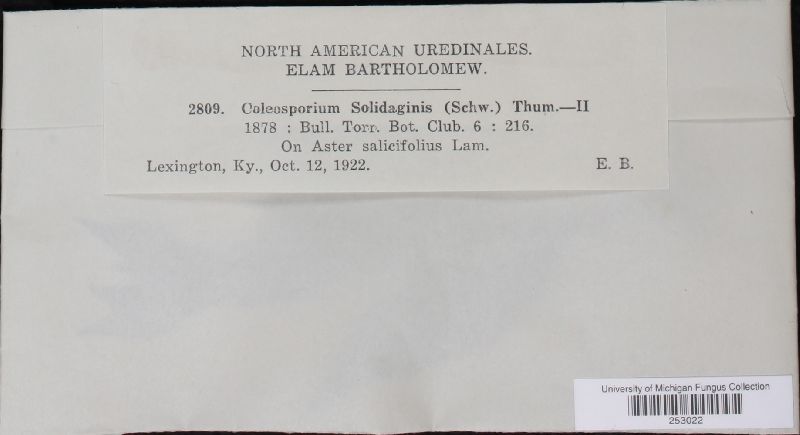 NORTH AMERICAN UREDINALES.
ELAM BARTHOLOMEW.
2809. Coleosporium Solidaginis (Schw.) Thum.—II
1878 : Bull. Torr. Bot. Club. 6 : 216.
On Aster salicifolius Lam.
Lexington, Ky., Oct. 12, 1922. E. B.
University of Michigan Fungus Collection
253022